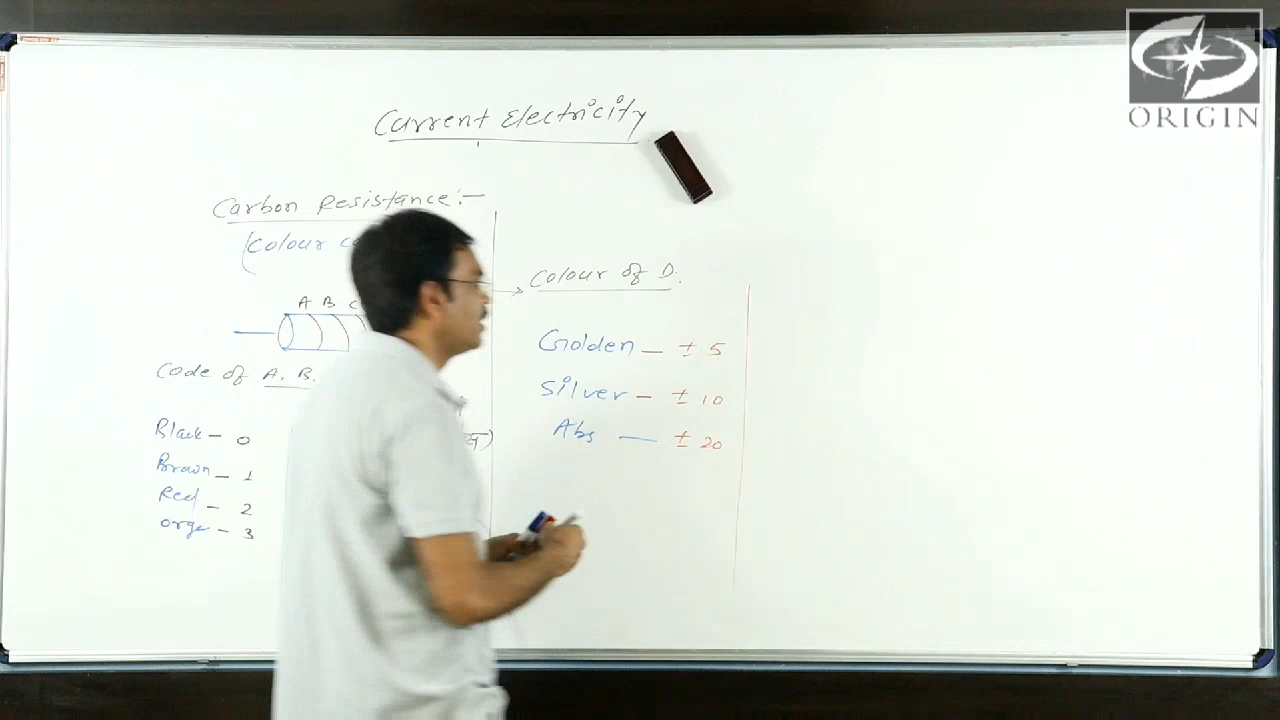 ORIGIN
Current Electricity
Carbon Resistance:-
(Colour
A B C
Code of A. B.
Black - 0
Brown - 1
Red - 2
Orge - 3
Colour of D.
Golden - ± 5
Silver - ± 10
Abs - ± 20